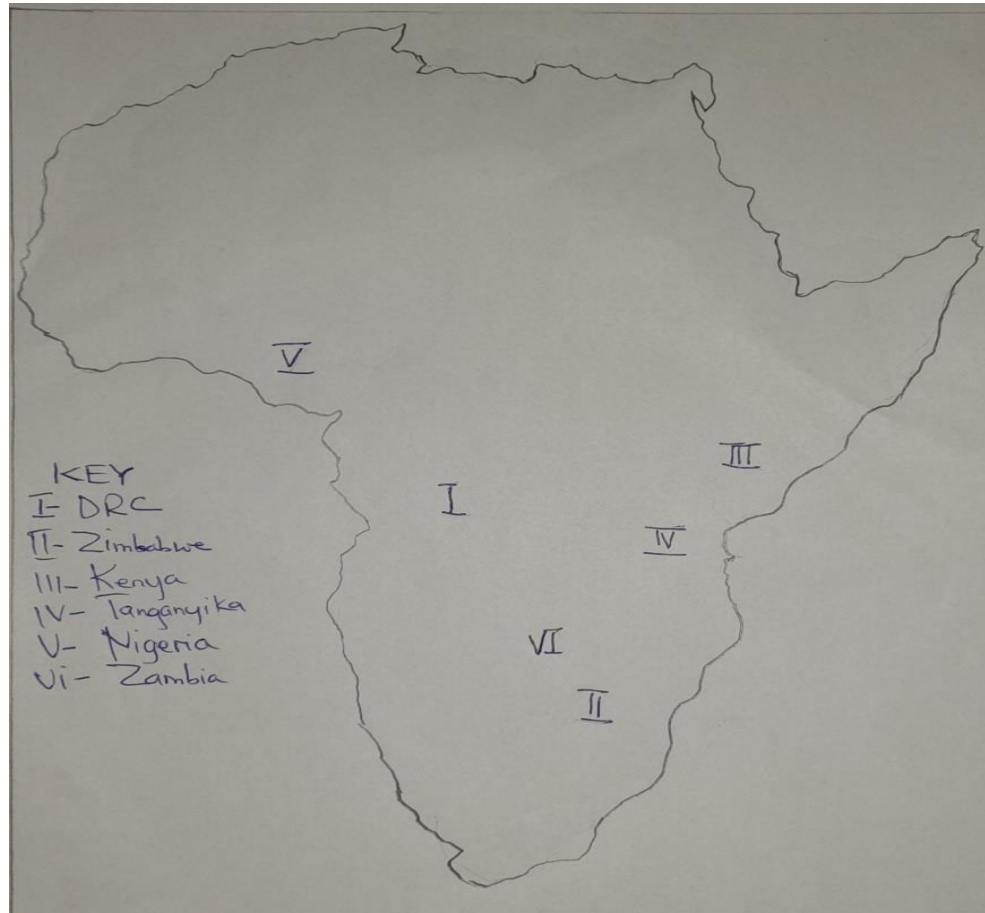 V
III
I
IV
VI
II
KEY
I- DRC
II- Zimbabwe
III- Kenya
IV- Tanganyika
V- Nigeria
Vi- Zambia